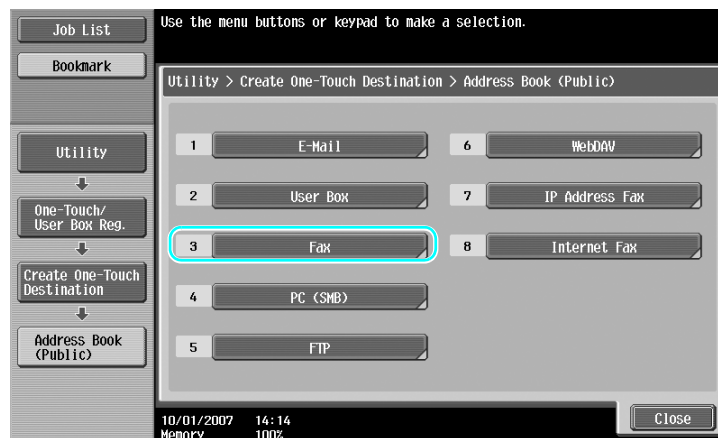 Job List
Use the menu buttons or keypad to make a selection.
Bookmark
Utility > Create One-Touch Destination > Address Book (Public)
Utility
One-Touch/
User Box Reg.
Create One-Touch
Destination
Address Book
(Public)
1 E-Mail
2 User Box
3 Fax
4 PC (SMB)
5 FTP
6 WebDAV
7 IP Address Fax
8 Internet Fax
10/01/2007 14:14
Memory 100%
Close